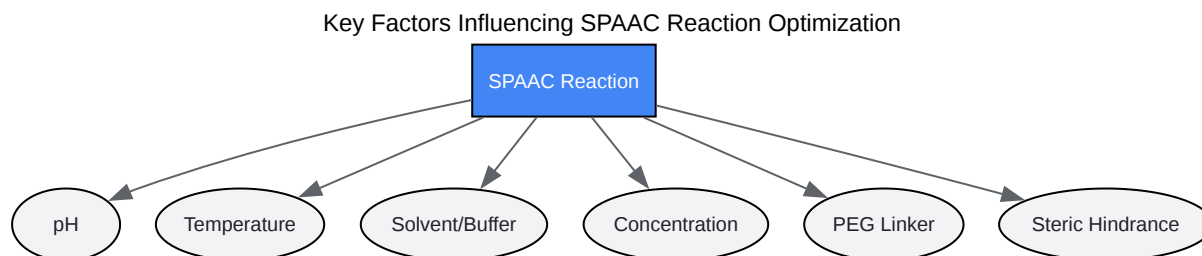 Key Factors Influencing SPAAC Reaction Optimization
SPAAC Reaction
pH
Temperature
Solvent/Buffer
Concentration
PEG Linker
Steric Hindrance